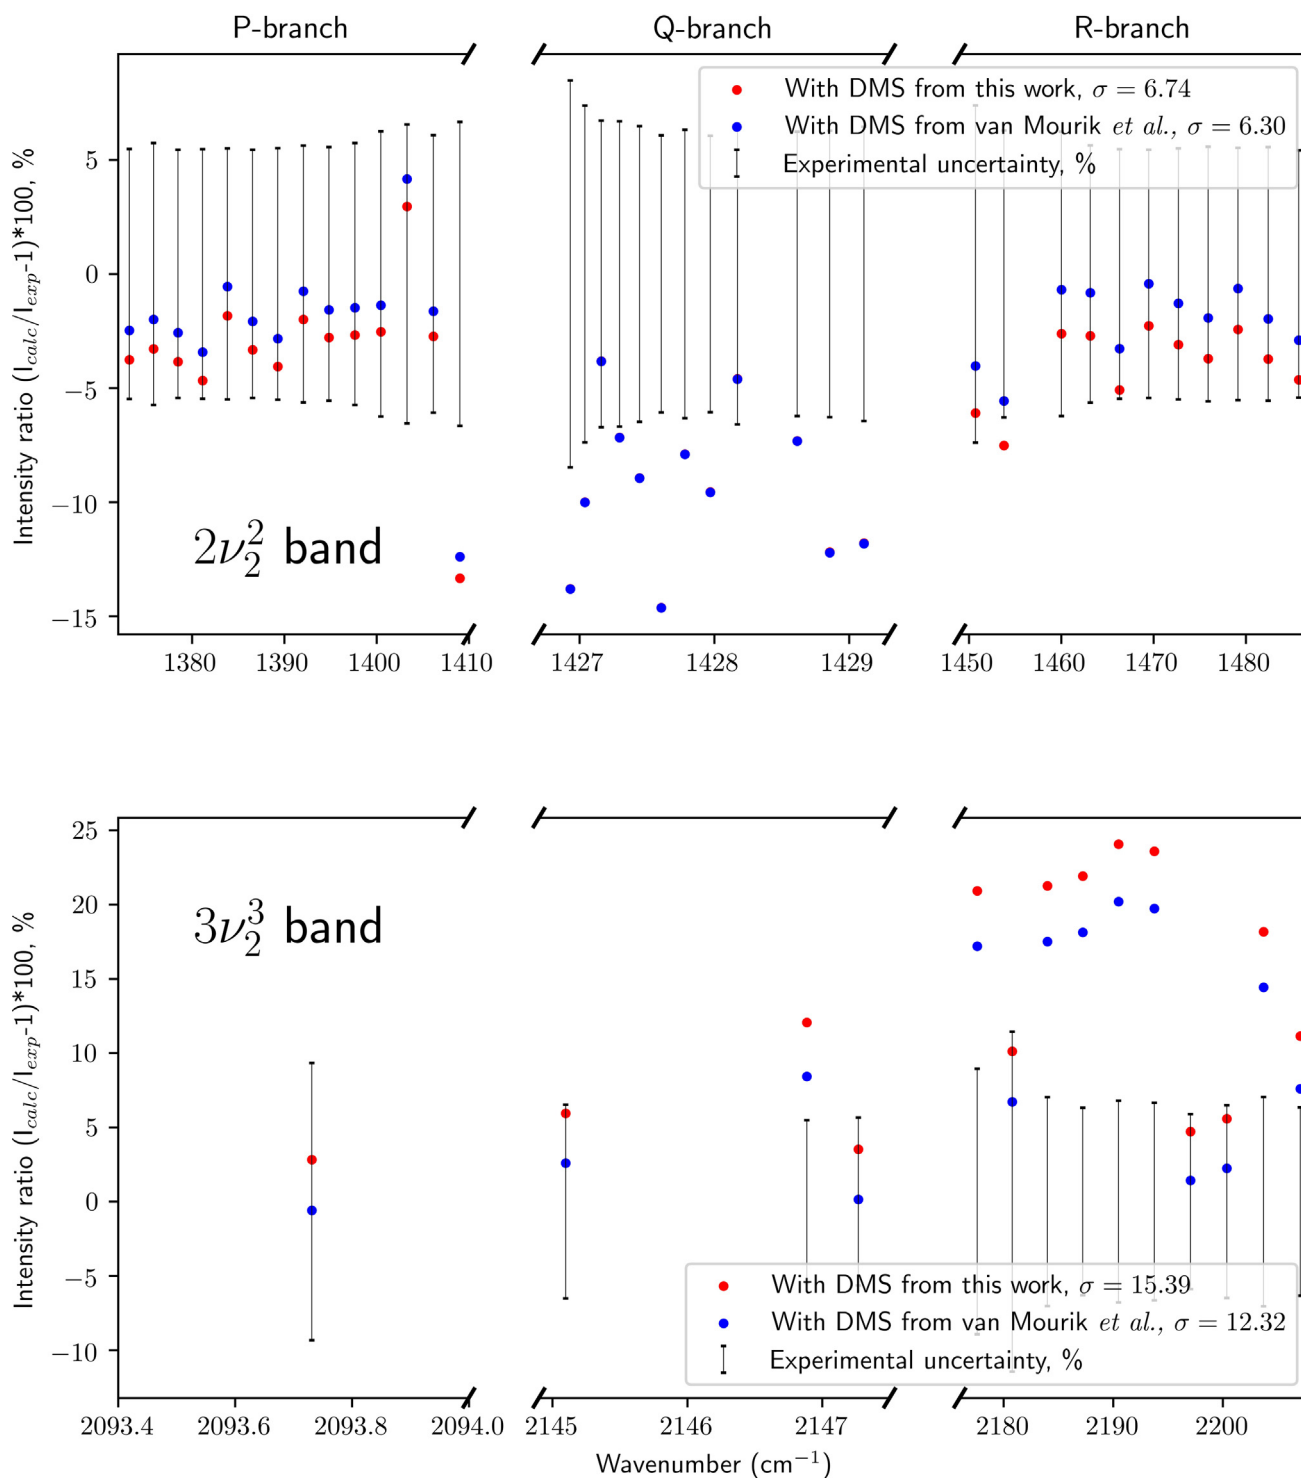 P-branch Q-branch R-branch
With DMS from this work, σ = 6.74
With DMS from van Mourik et al., σ = 6.30
Experimental uncertainty, %
Intensity ratio (I_calc/I_exp-1)*100, %
5
0
−5
−10
−15
2ν₂² band
1380 1390 1400 1410 1427 1428 1429 1450 1460 1470 1480
25
20
15
10
5
0
−5
−10
Intensity ratio (I_calc/I_exp-1)*100, %
3ν₂³ band
With DMS from this work, σ = 15.39
With DMS from van Mourik et al., σ = 12.32
Experimental uncertainty, %
2093.4 2093.6 2093.8 2094.0 2145 2146 2147 2180 2190 2200
Wavenumber (cm⁻¹)